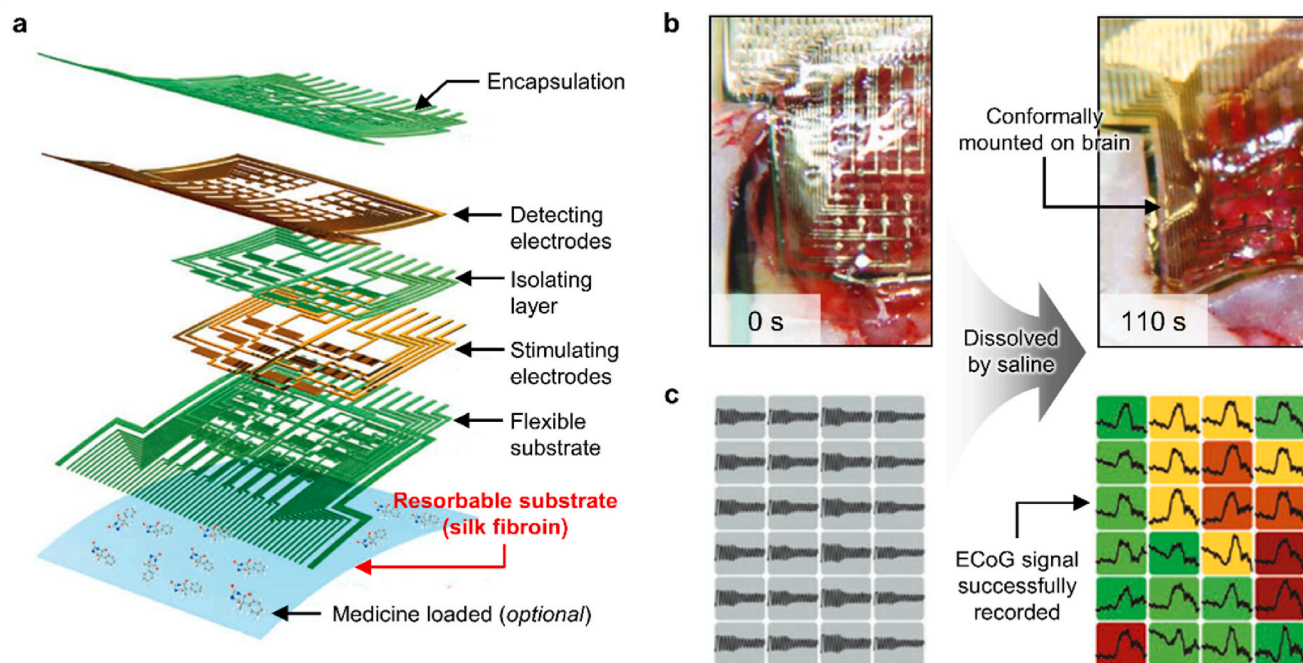 a
Encapsulation
Detecting
electrodes
Isolating
layer
Stimulating
electrodes
Flexible
substrate
Resorbable substrate
(silk fibroin)
Medicine loaded (optional)
b
0 s
Conformally
mounted on brain
110 s
Dissolved
by saline
c
ECoG signal
successfully
recorded